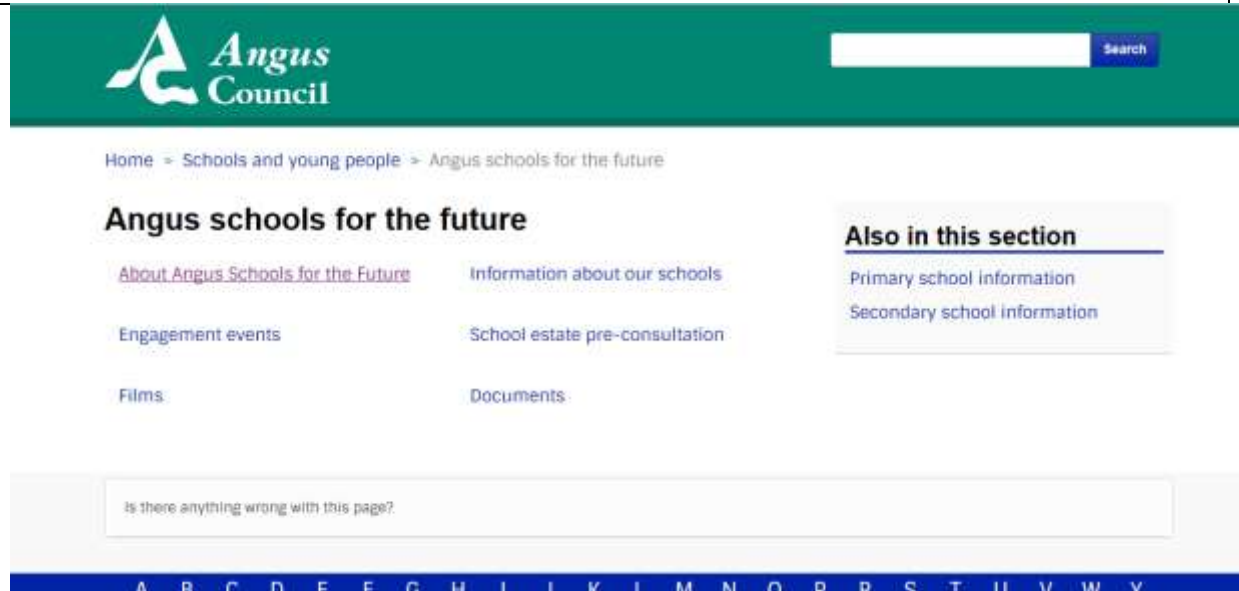 Angus
Council
Search
Home > Schools and young people > Angus schools for the future
Angus schools for the future
About Angus Schools for the Future
Information about our schools
Engagement events
School estate pre-consultation
Films
Documents
Also in this section
Primary school information
Secondary school information
Is there anything wrong with this page?
A B C D E F G H I J K L M N O P R S T U V W Y